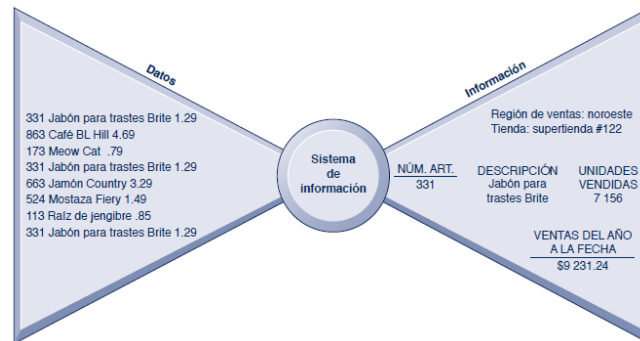 Datos
331 Jabón para trastes Brite 1.29
863 Café BL Hill 4.69
173 Meow Cat .79
331 Jabón para trastes Brite 1.29
663 Jamón Country 3.29
524 Mostaza Fiery 1.49
113 Raíz de jengibre .85
331 Jabón para trastes Brite 1.29
Sistema
de
información
Información
Región de ventas: noroeste
Tienda: supertienda #122
NÚM. ART.
331
DESCRIPCIÓN
Jabón para
trastes Brite
UNIDADES
VENDIDAS
7 156
VENTAS DEL AÑO
A LA FECHA
$9 231.24